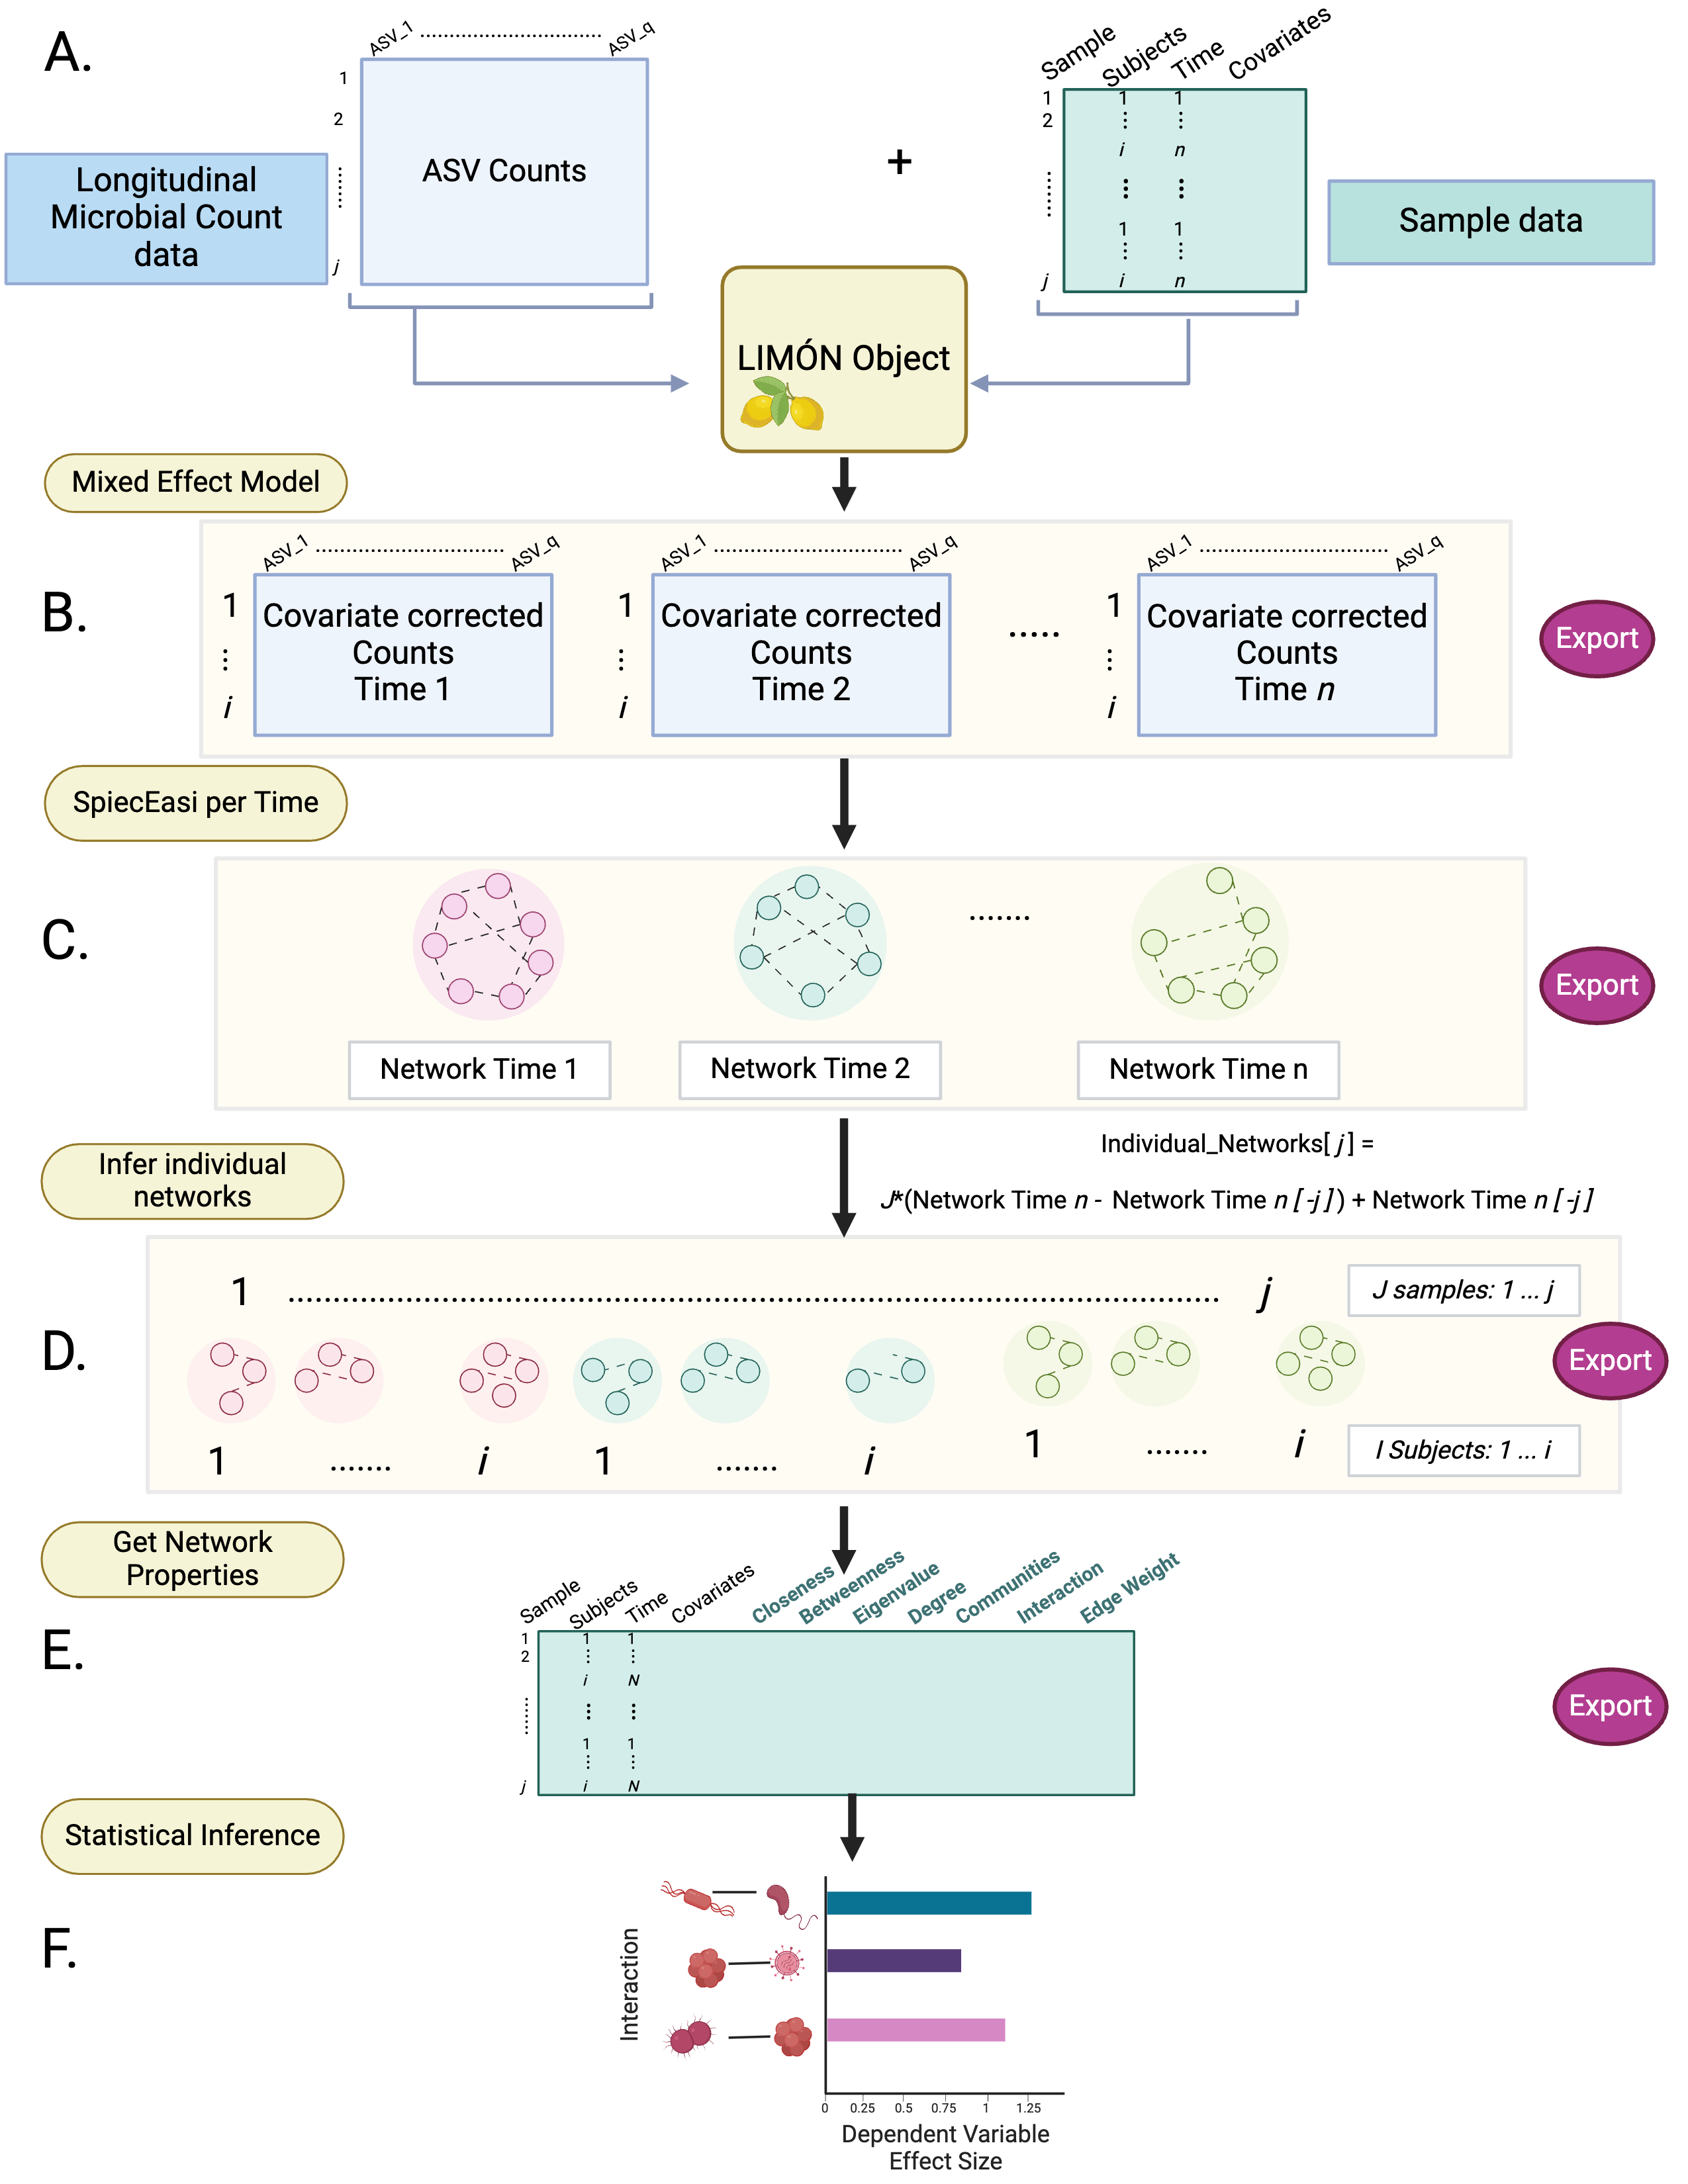 A.
ASV_1 ............ ASV_q
1
2
j
Longitudinal
Microbial Count
data
ASV Counts
+
Sample Subjects Time Covariates
1 1 1
2
i n
1 1
j i n
Sample data
LIMÓN Object
Mixed Effect Model
B.
ASV_1 ............ ASV_q
1
i
Covariate corrected
Counts
Time 1
ASV_1 ............ ASV_q
1
i
Covariate corrected
Counts
Time 2
.....
ASV_1 ............ ASV_q
1
i
Covariate corrected
Counts
Time n
Export
SpiecEasi per Time
C.
.......
Network Time 1
Network Time 2
Network Time n
Export
Infer individual
networks
Individual_Networks[ j ] =
J*(Network Time n - Network Time n [ -j ] ) + Network Time n [ -j ]
D.
1 ............ j
J samples: 1 ... j
Export
1 ....... i 1 ....... i 1 ....... i
I Subjects: 1 ... i
Get Network
Properties
E.
Sample Subjects Time Covariates Closeness Betweenness Eigenvalue Degree Communities Interaction Edge Weight
1 1 1
2
i N
1 1
j i N
Export
Statistical Inference
F.
Interaction
0 0.25 0.5 0.75 1 1.25
Dependent Variable
Effect Size